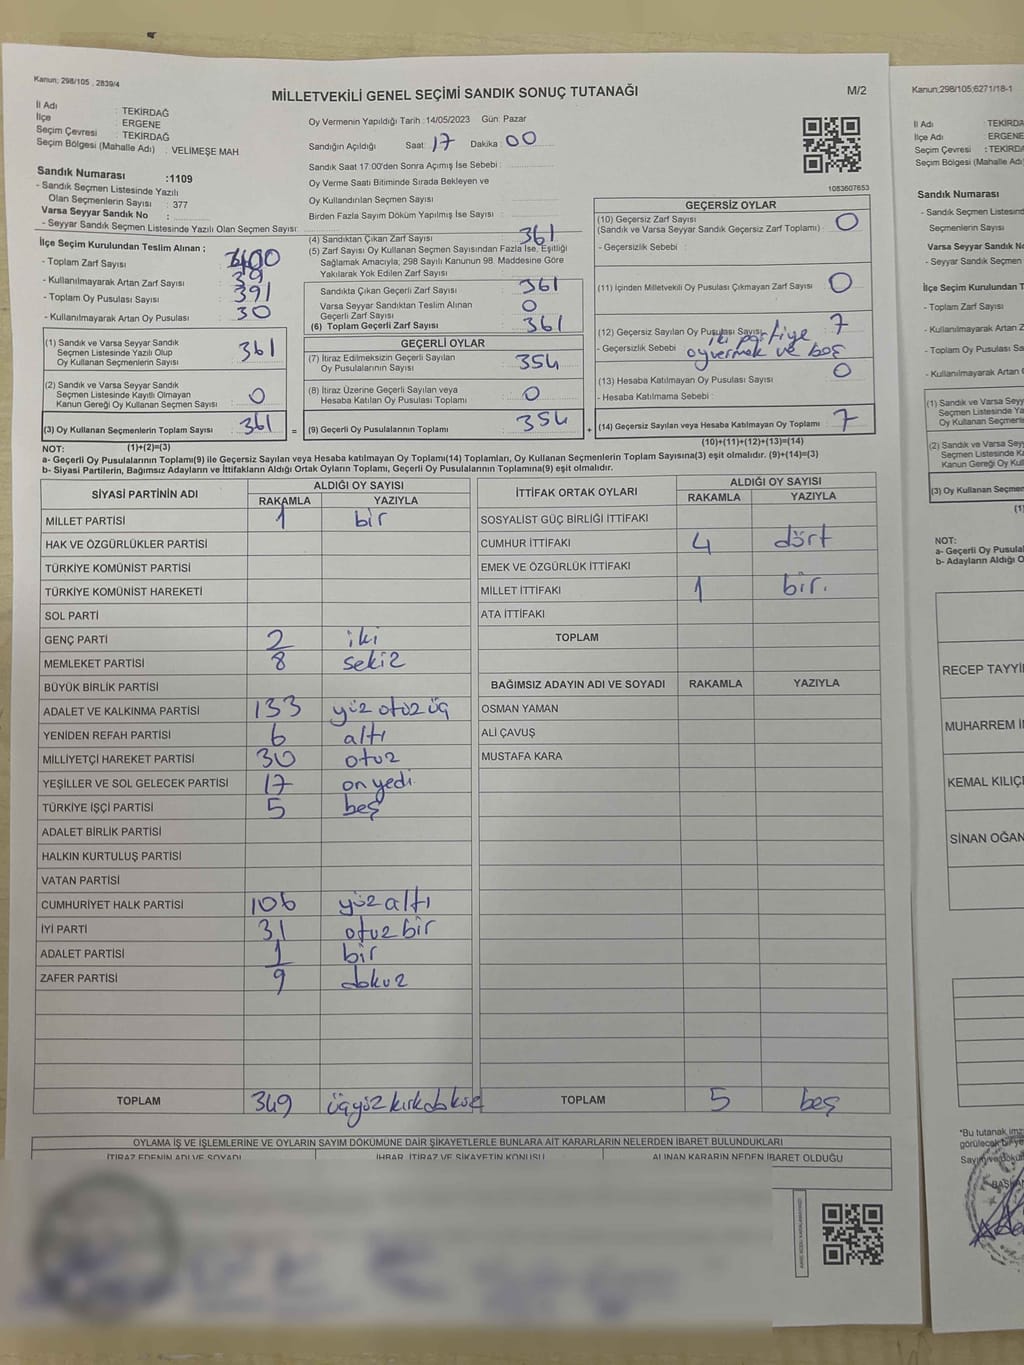 Kanun; 298/105 , 2839/4
MİLLETVEKİLİ GENEL SEÇİMİ SANDIK SONUÇ TUTANAĞI
M/2
İl Adı : TEKİRDAĞ
İlçe : ERGENE
Seçim Çevresi : TEKİRDAĞ
Seçim Bölgesi (Mahalle Adı) : VELİMEŞE MAH
Oy Vermenin Yapıldığı Tarih : 14/05/2023 Gün: Pazar
Sandığın Açıldığı Saat: 17 Dakika: 00
Sandık Saat 17:00'den Sonra Açımış İse Sebebi :
Oy Verme Saati Bitiminde Sırada Bekleyen ve
Oy Kullandırılan Seçmen Sayısı :
Birden Fazla Sayım Döküm Yapılmış İse Sayısı :
1083607653
Sandık Numarası :1109
- Sandık Seçmen Listesinde Yazılı
Olan Seçmenlerin Sayısı : 377
Varsa Seyyar Sandık No :
- Seyyar Sandık Seçmen Listesinde Yazılı Olan Seçmen Sayısı:
İlçe Seçim Kurulundan Teslim Alınan ;
- Toplam Zarf Sayısı 400
- Kullanılmayarak Artan Zarf Sayısı 39
- Toplam Oy Pusulası Sayısı 391
- Kullanılmayarak Artan Oy Pusulası 30
(1) Sandık ve Varsa Seyyar Sandık
Seçmen Listesinde Yazılı Olup
Oy Kullanan Seçmenlerin Sayısı 361
(2) Sandık ve Varsa Seyyar Sandık
Seçmen Listesinde Kayıtlı Olmayan
Kanun Gereği Oy Kullanan Seçmen Sayısı : 0
(3) Oy Kullanan Seçmenlerin Toplam Sayısı : 361 =
(1)+(2)=(3)
(4) Sandıktan Çıkan Zarf Sayısı : 361
(5) Zarf Sayısı Oy Kullanan Seçmen Sayısından Fazla İse, Eşitliği
Sağlamak Amacıyla; 298 Sayılı Kanunun 98. Maddesine Göre
Yakılarak Yok Edilen Zarf Sayısı :
Sandıkta Çıkan Geçerli Zarf Sayısı : 361
Varsa Seyyar Sandıktan Teslim Alınan
Geçerli Zarf Sayısı : 0
(6) Toplam Geçerli Zarf Sayısı : 361
GEÇERLİ OYLAR
(7) İtiraz Edilmeksizin Geçerli Sayılan
Oy Pusulalarının Sayısı : 354
(8) İtiraz Üzerine Geçerli Sayılan veya
Hesaba Katılan Oy Pusulası Toplamı : 0
(9) Geçerli Oy Pusulalarının Toplamı : 354 +
GEÇERSİZ OYLAR
(10) Geçersiz Zarf Sayısı
(Sandık ve Varsa Seyyar Sandık Geçersiz Zarf Toplamı) : 0
- Geçersizlik Sebebi :
(11) İçinden Milletvekili Oy Pusulası Çıkmayan Zarf Sayısı : 0
(12) Geçersiz Sayılan Oy Pusulası Sayısı : 7
- Geçersizlik Sebebi iki partiye
oyvermek ve boş
(13) Hesaba Katılmayan Oy Pusulası Sayısı : 0
- Hesaba Katılmama Sebebi :
(14) Geçersiz Sayılan veya Hesaba Katılmayan Oy Toplamı : 7
(10)+(11)+(12)+(13)=(14)
NOT:
a- Geçerli Oy Pusulalarının Toplamı(9) ile Geçersiz Sayılan veya Hesaba katılmayan Oy Toplamı(14) Toplamları, Oy Kullanan Seçmenlerin Toplam Sayısına(3) eşit olmalıdır. (9)+(14)=(3)
b- Siyasi Partilerin, Bağımsız Adayların ve İttifakların Aldığı Ortak Oyların Toplamı, Geçerli Oy Pusulalarının Toplamına(9) eşit olmalıdır.
SİYASİ PARTİNİN ADI ALDIĞI OY SAYISI
RAKAMLA YAZIYLA
MİLLET PARTİSİ 1 bir
HAK VE ÖZGÜRLÜKLER PARTİSİ
TÜRKİYE KOMÜNİST PARTİSİ
TÜRKİYE KOMÜNİST HAREKETİ
SOL PARTİ
GENÇ PARTİ 2 iki
MEMLEKET PARTİSİ 8 sekiz
BÜYÜK BİRLİK PARTİSİ
ADALET VE KALKINMA PARTİSİ 133 yüz otuz üç
YENİDEN REFAH PARTİSİ 6 altı
MİLLİYETÇİ HAREKET PARTİSİ 30 otuz
YEŞİLLER VE SOL GELECEK PARTİSİ 17 on yedi
TÜRKİYE İŞÇİ PARTİSİ 5 beş
ADALET BİRLİK PARTİSİ
HALKIN KURTULUŞ PARTİSİ
VATAN PARTİSİ
CUMHURİYET HALK PARTİSİ 106 yüz altı
İYİ PARTİ 31 otuz bir
ADALET PARTİSİ 1 bir
ZAFER PARTİSİ 9 dokuz
TOPLAM 349 üçyüz kırkdokuz
İTTİFAK ORTAK OYLARI ALDIĞI OY SAYISI
RAKAMLA YAZIYLA
SOSYALİST GÜÇ BİRLİĞİ İTTİFAKI
CUMHUR İTTİFAKI 4 dört
EMEK VE ÖZGÜRLÜK İTTİFAKI
MİLLET İTTİFAKI 1 bir.
ATA İTTİFAKI
TOPLAM
BAĞIMSIZ ADAYIN ADI VE SOYADI RAKAMLA YAZIYLA
OSMAN YAMAN
ALİ ÇAVUŞ
MUSTAFA KARA
TOPLAM 5 beş
OYLAMA İŞ VE İŞLEMLERİNE VE OYLARIN SAYIM DÖKÜMÜNE DAİR ŞİKAYETLERLE BUNLARA AİT KARARLARIN NELERDEN İBARET BULUNDUKLARI
İTİRAZ EDENİN ADI VE SOYADI İHBAR, İTİRAZ VE ŞİKAYETİN KONUSU ALINAN KARARIN NEDEN İBARET OLDUĞU
Kanun;298/105;6271/18-1
İl Adı : TEKİRDA
İlçe Adı : ERGENE
Seçim Çevresi : TEKİRDA
Seçim Bölgesi (Mahalle Adı)
Sandık Numarası
- Sandık Seçmen Listesind
Seçmenlerin Sayısı
Varsa Seyyar Sandık No
- Seyyar Sandık Seçmen
İlçe Seçim Kurulundan T
- Toplam Zarf Sayısı
- Kullanılmayarak Artan Z
- Toplam Oy Pusulası Sa
- Kullanılmayarak Artan
(1) Sandık ve Varsa Seyy
Seçmen Listesinde Ya
Oy Kullanan Seçmenle
(2) Sandık ve Varsa Sey
Seçmen Listesinde Ka
Kanun Gereği Oy Kull
(3) Oy Kullanan Seçmen
(1)
NOT:
a- Geçerli Oy Pusulal
b- Adayların Aldığı O
RECEP TAYYİ
MUHARREM İ
KEMAL KILIÇ
SİNAN OĞAN
*Bu tutanak imz
görülecek bir ye
Sayım ve dökü
BAŞKAN